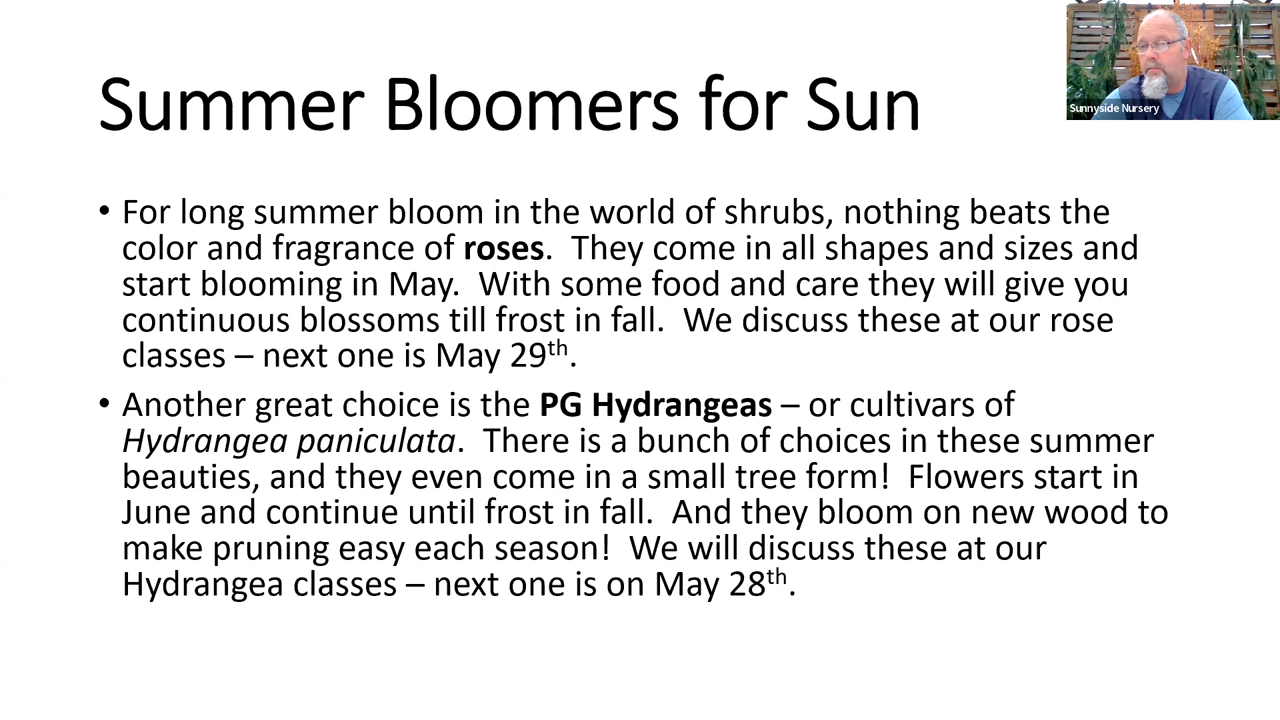 Summer Bloomers for Sun
Sunnyside Nursery
• For long summer bloom in the world of shrubs, nothing beats the
color and fragrance of roses.  They come in all shapes and sizes and
start blooming in May.  With some food and care they will give you
continuous blossoms till frost in fall.  We discuss these at our rose
classes – next one is May 29th.
• Another great choice is the PG Hydrangeas – or cultivars of
Hydrangea paniculata.  There is a bunch of choices in these summer
beauties, and they even come in a small tree form!  Flowers start in
June and continue until frost in fall.  And they bloom on new wood to
make pruning easy each season!  We will discuss these at our
Hydrangea classes – next one is on May 28th.